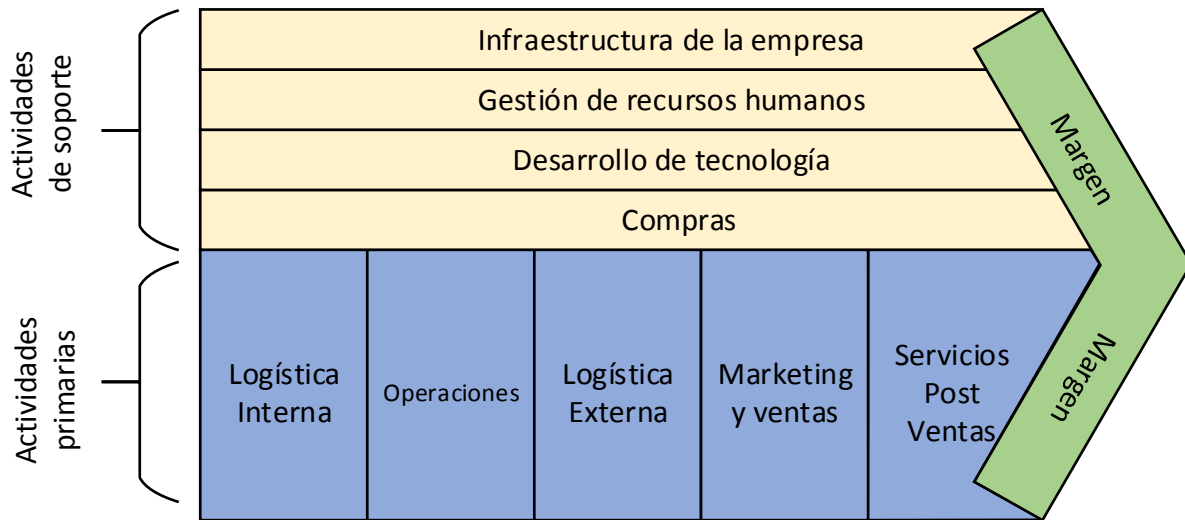 Actividades
de soporte
Infraestructura de la empresa
Gestión de recursos humanos
Desarrollo de tecnología
Compras
Margen
Actividades
primarias
Logística
Interna
Operaciones
Logística
Externa
Marketing
y ventas
Servicios
Post
Ventas
Margen